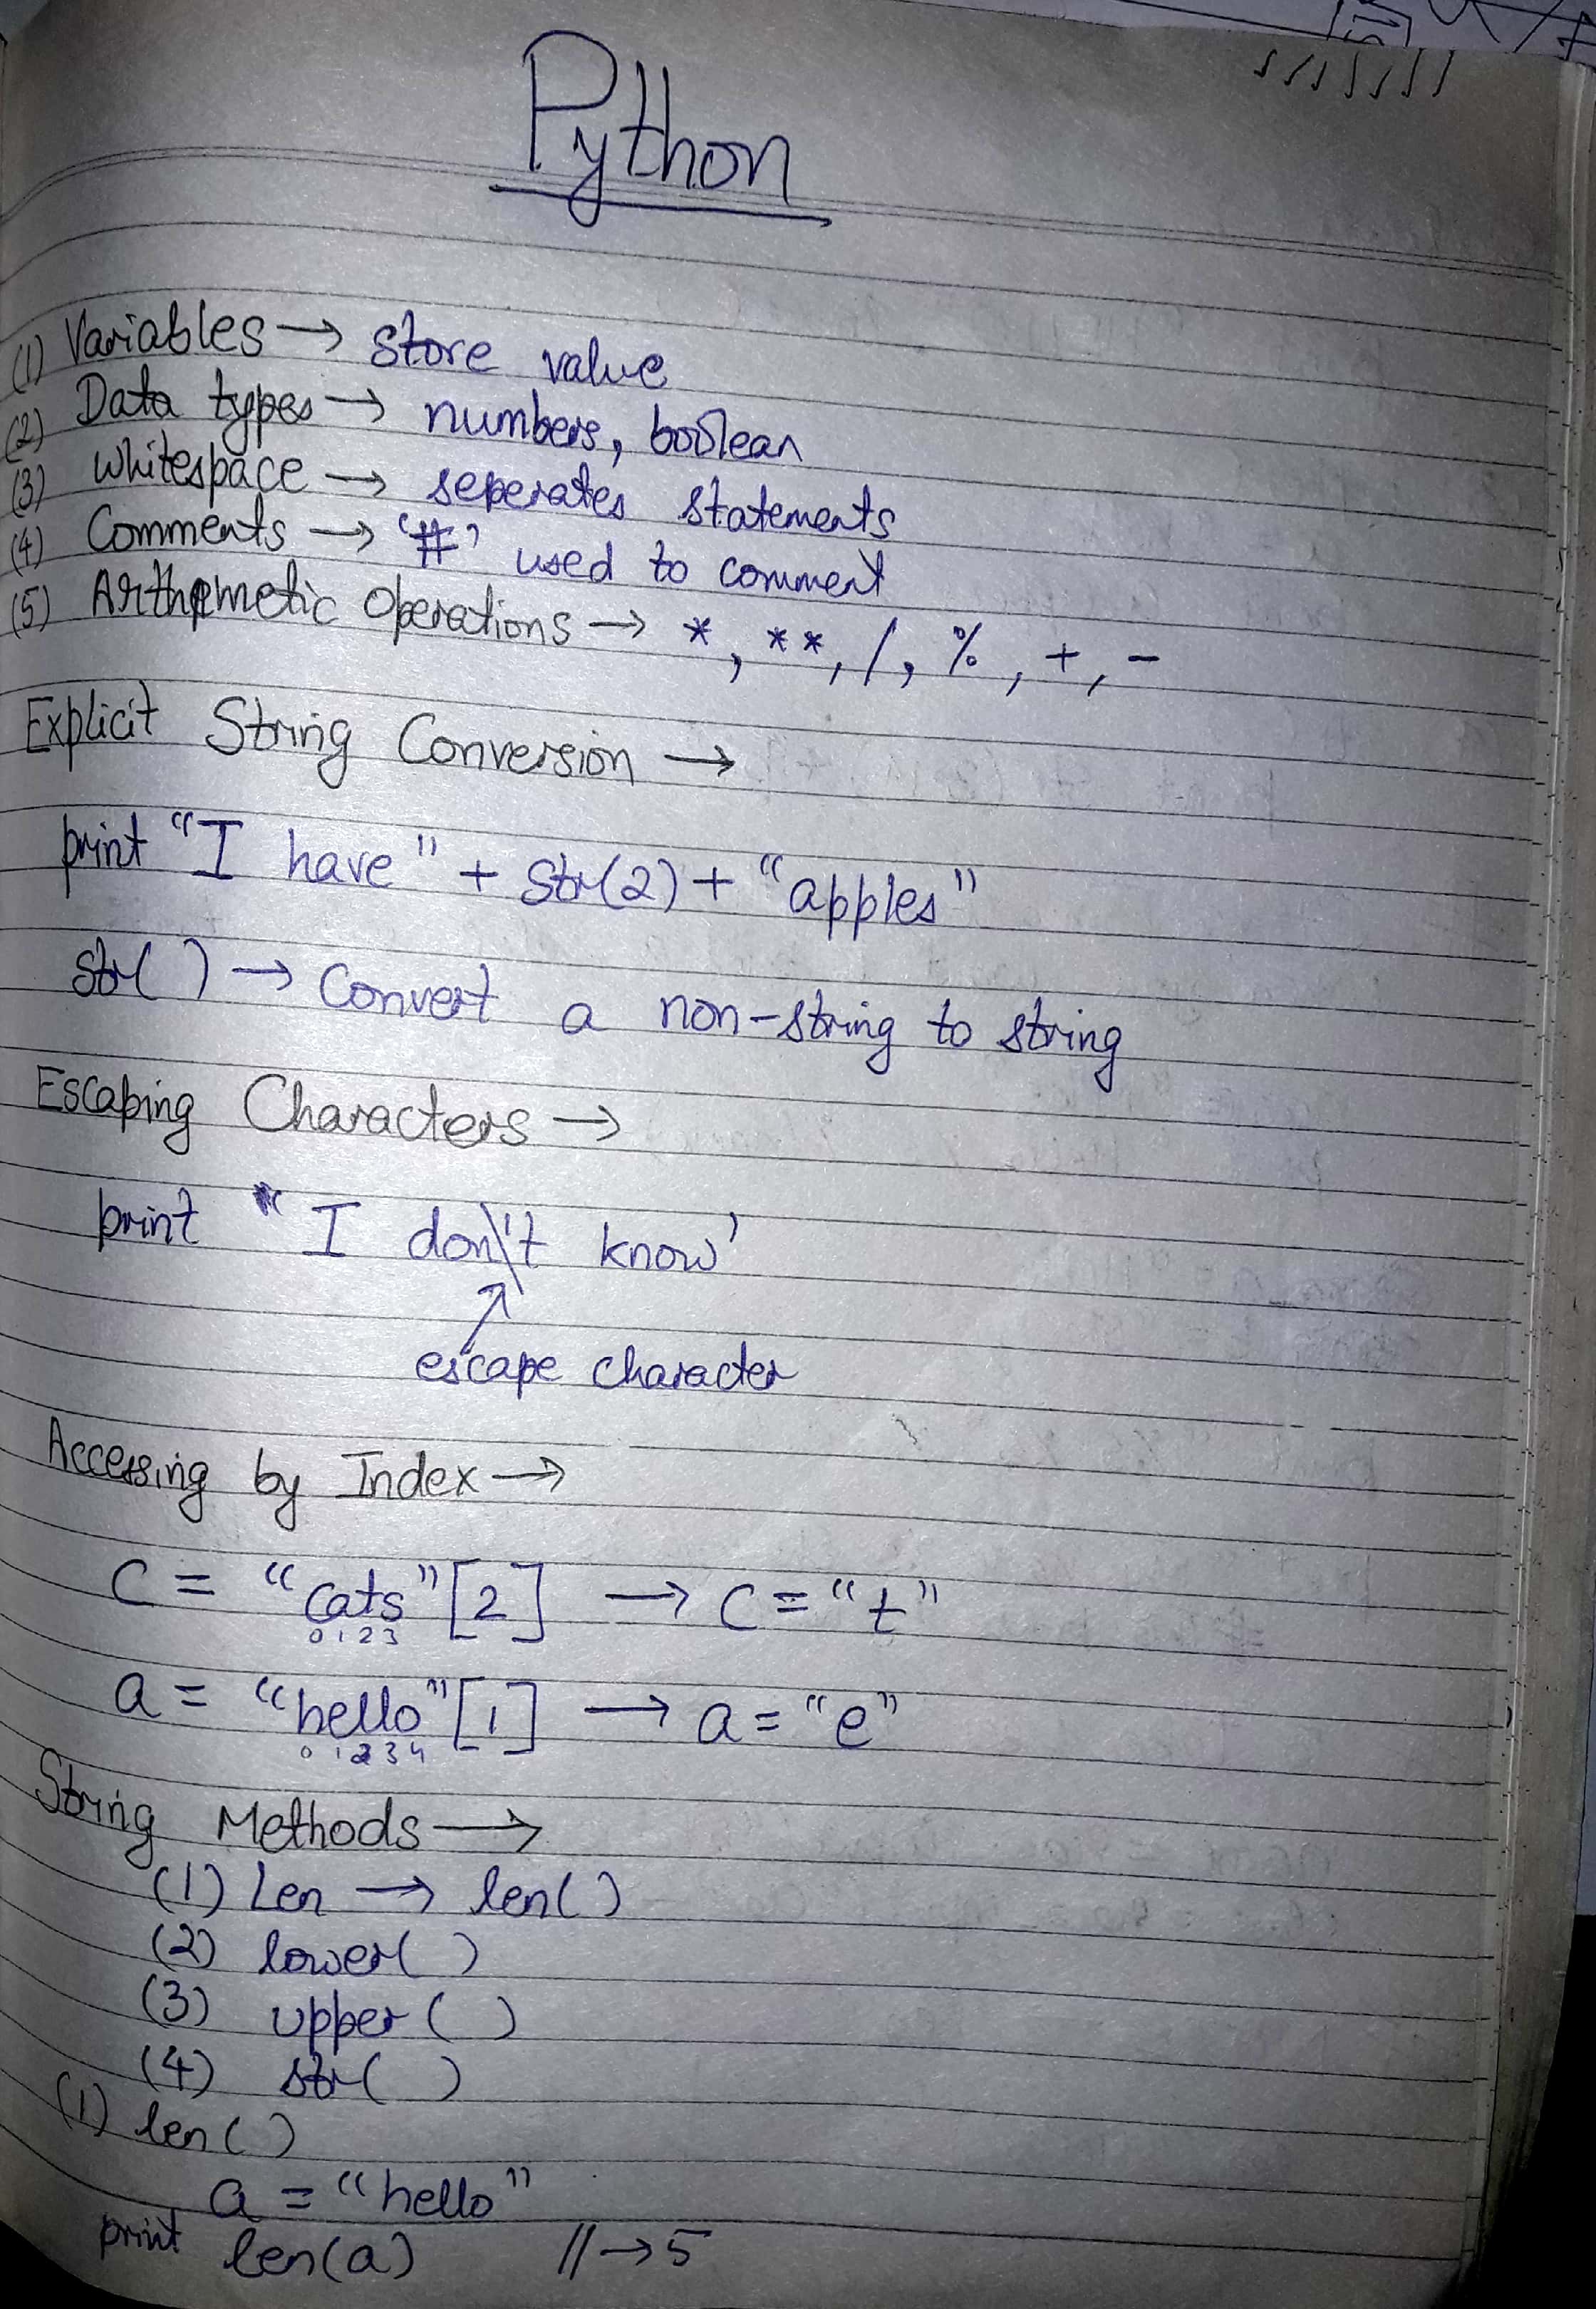 Python
(1) Variables → store value
(2) Data types → numbers, boolean
(3) Whitespace → seperates statements
(4) Comments → '#' used to comment
(5) Arthemetic Operations → *, **, /, %, +, -
Explicit String Conversion →
print "I have" + str(2) + "apples"
str( ) → Convert a non-string to string
Escaping Characters →
print 'I don\'t know'
escape character
Accessing by Index →
c = "cats"[2] → c = "t"
0 1 2 3
a = "hello"[1] → a = "e"
0 1 2 3 4
String Methods →
(1) Len → len( )
(2) lower( )
(3) upper( )
(4) str( )
(1) len( )
a = "hello"
print len(a) // → 5